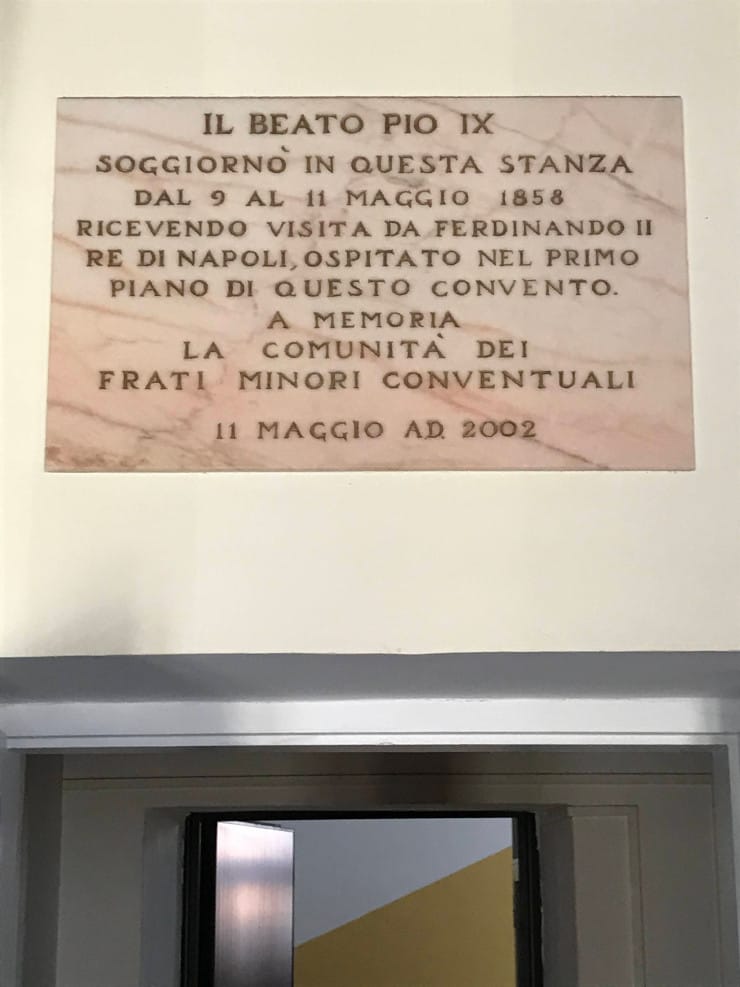 IL BEATO PIO IX
SOGGIORNÒ IN QUESTA STANZA
DAL 9 AL 11 MAGGIO 1858
RICEVENDO VISITA DA FERDINANDO II
RE DI NAPOLI, OSPITATO NEL PRIMO
PIANO DI QUESTO CONVENTO.
A MEMORIA
LA COMUNITÀ DEI
FRATI MINORI CONVENTUALI
11 MAGGIO A.D. 2002